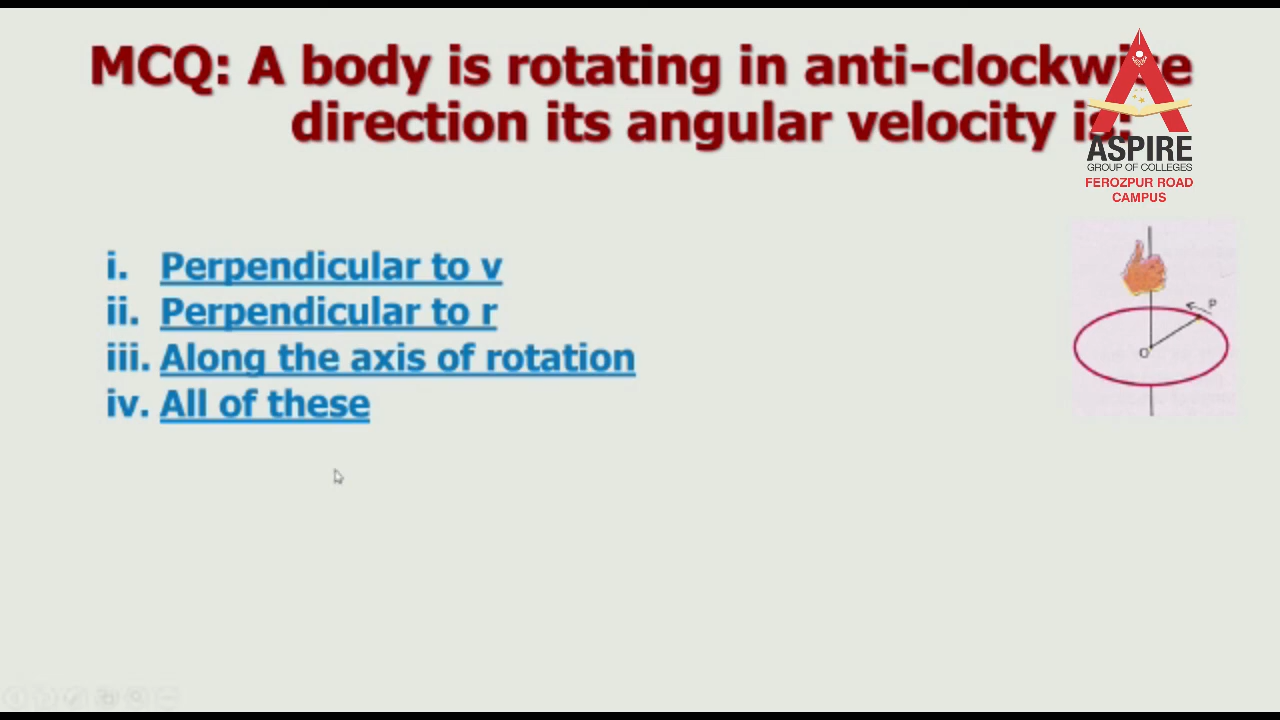 MCQ: A body is rotating in anti-clockwise
direction its angular velocity is:
ASPIRE
GROUP OF COLLEGES
FEROZPUR ROAD
CAMPUS
i. Perpendicular to v
ii. Perpendicular to r
iii. Along the axis of rotation
iv. All of these
P
O